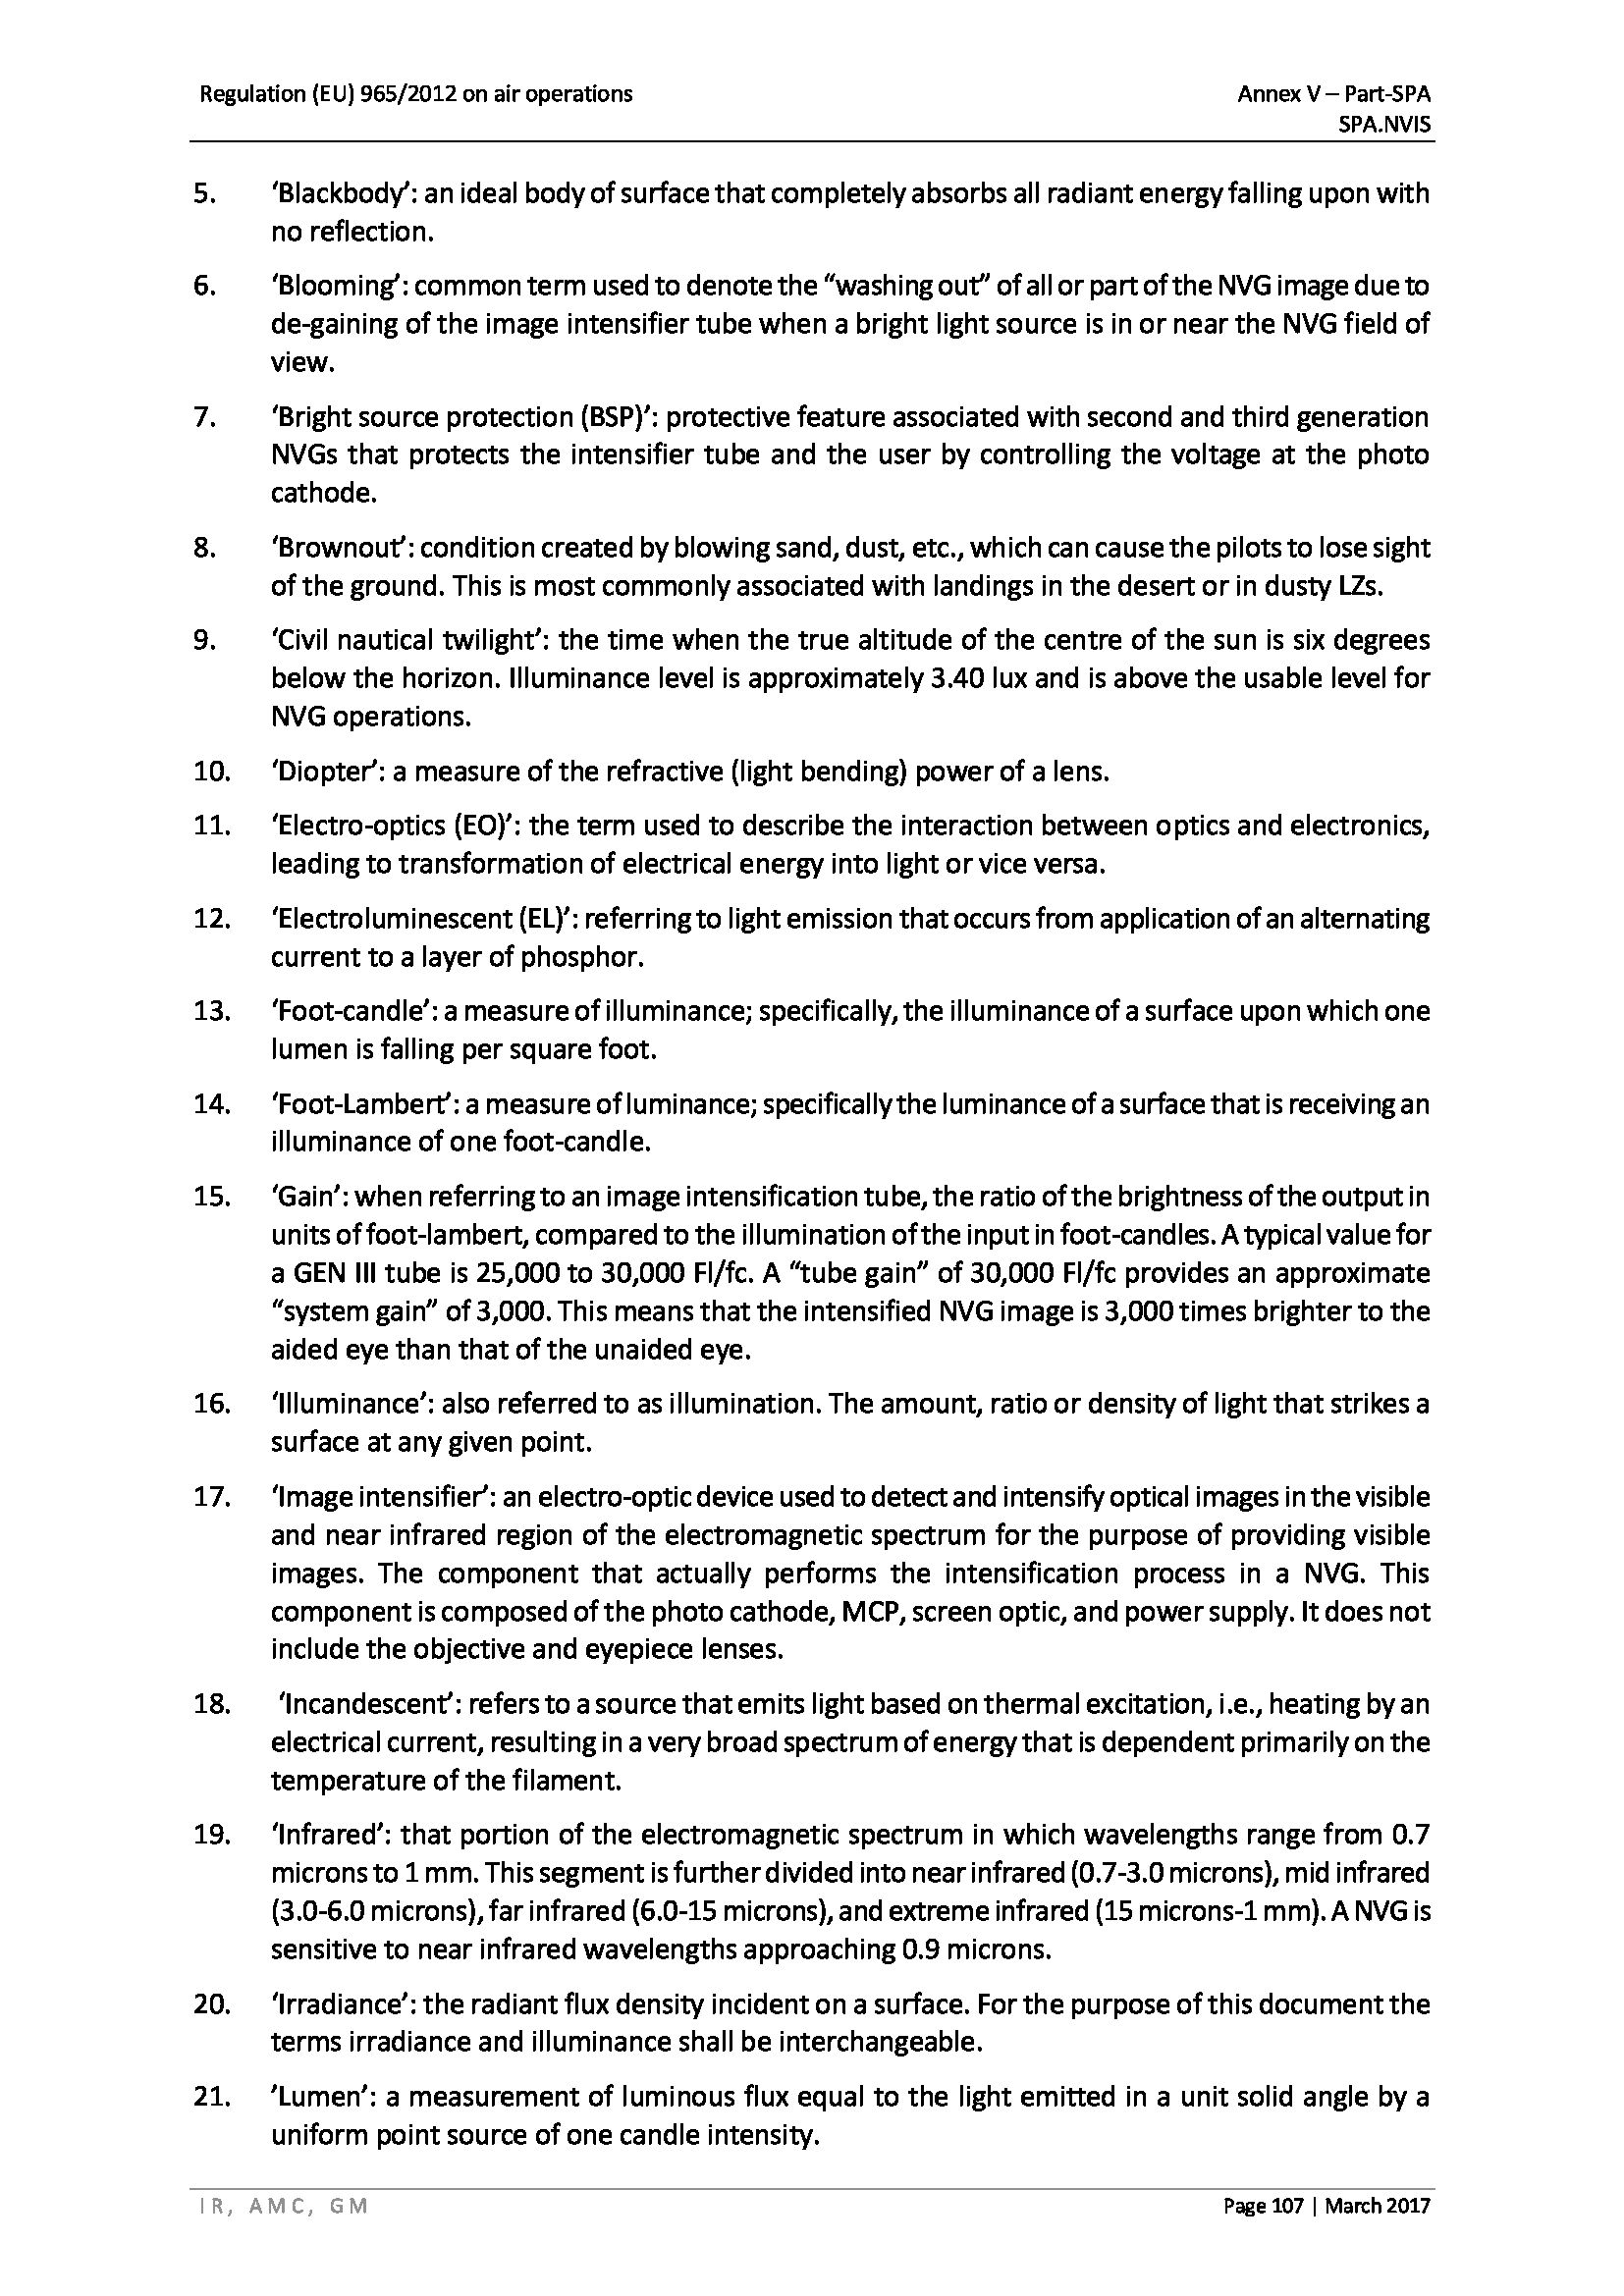 Regulation (EU) 965/2012 on air operations
Annex V – Part-SPA
SPA.NVIS
5. ‘Blackbody’: an ideal body of surface that completely absorbs all radiant energy falling upon with
no reflection.
6. ‘Blooming’: common term used to denote the “washing out” of all or part of the NVG image due to
de-gaining of the image intensifier tube when a bright light source is in or near the NVG field of
view.
7. ‘Bright source protection (BSP)’: protective feature associated with second and third generation
NVGs that protects the intensifier tube and the user by controlling the voltage at the photo
cathode.
8. ‘Brownout’: condition created by blowing sand, dust, etc., which can cause the pilots to lose sight
of the ground. This is most commonly associated with landings in the desert or in dusty LZs.
9. ‘Civil nautical twilight’: the time when the true altitude of the centre of the sun is six degrees
below the horizon. Illuminance level is approximately 3.40 lux and is above the usable level for
NVG operations.
10. ‘Diopter’: a measure of the refractive (light bending) power of a lens.
11. ‘Electro-optics (EO)’: the term used to describe the interaction between optics and electronics,
leading to transformation of electrical energy into light or vice versa.
12. ‘Electroluminescent (EL)’: referring to light emission that occurs from application of an alternating
current to a layer of phosphor.
13. ‘Foot-candle’: a measure of illuminance; specifically, the illuminance of a surface upon which one
lumen is falling per square foot.
14. ‘Foot-Lambert’: a measure of luminance; specifically the luminance of a surface that is receiving an
illuminance of one foot-candle.
15. ‘Gain’: when referring to an image intensification tube, the ratio of the brightness of the output in
units of foot-lambert, compared to the illumination of the input in foot-candles. A typical value for
a GEN III tube is 25,000 to 30,000 Fl/fc. A “tube gain” of 30,000 Fl/fc provides an approximate
“system gain” of 3,000. This means that the intensified NVG image is 3,000 times brighter to the
aided eye than that of the unaided eye.
16. ‘Illuminance’: also referred to as illumination. The amount, ratio or density of light that strikes a
surface at any given point.
17. ‘Image intensifier’: an electro-optic device used to detect and intensify optical images in the visible
and near infrared region of the electromagnetic spectrum for the purpose of providing visible
images. The component that actually performs the intensification process in a NVG. This
component is composed of the photo cathode, MCP, screen optic, and power supply. It does not
include the objective and eyepiece lenses.
18. ‘Incandescent’: refers to a source that emits light based on thermal excitation, i.e., heating by an
electrical current, resulting in a very broad spectrum of energy that is dependent primarily on the
temperature of the filament.
19. ‘Infrared’: that portion of the electromagnetic spectrum in which wavelengths range from 0.7
microns to 1 mm. This segment is further divided into near infrared (0.7-3.0 microns), mid infrared
(3.0-6.0 microns), far infrared (6.0-15 microns), and extreme infrared (15 microns-1 mm). A NVG is
sensitive to near infrared wavelengths approaching 0.9 microns.
20. ‘Irradiance’: the radiant flux density incident on a surface. For the purpose of this document the
terms irradiance and illuminance shall be interchangeable.
21. ’Lumen’: a measurement of luminous flux equal to the light emitted in a unit solid angle by a
uniform point source of one candle intensity.
IR, AMC, GM
Page 107 | March 2017